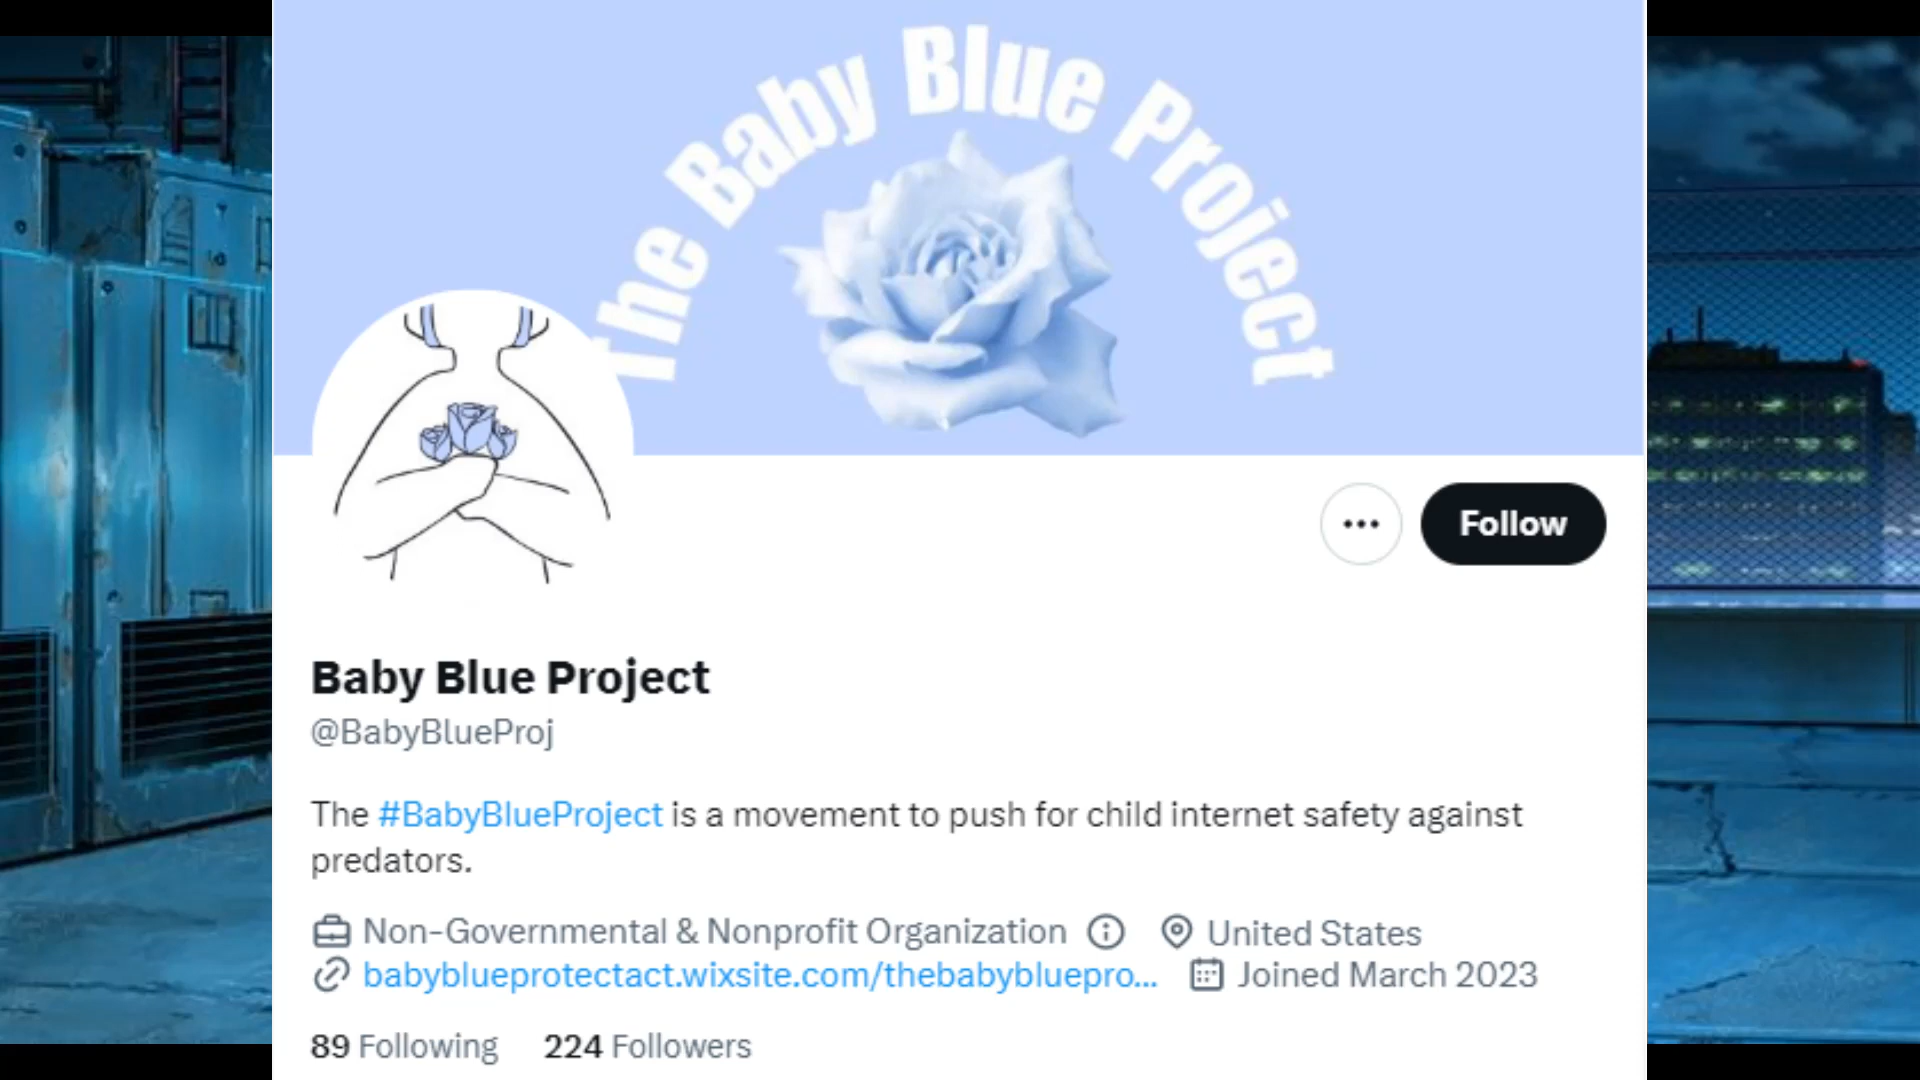 The Baby Blue Project
Follow
Baby Blue Project
@BabyBlueProj
The #BabyBlueProject is a movement to push for child internet safety against
predators.
Non-Governmental & Nonprofit Organization United States
babyblueprotectact.wixsite.com/thebabybluepro... Joined March 2023
89 Following 224 Followers